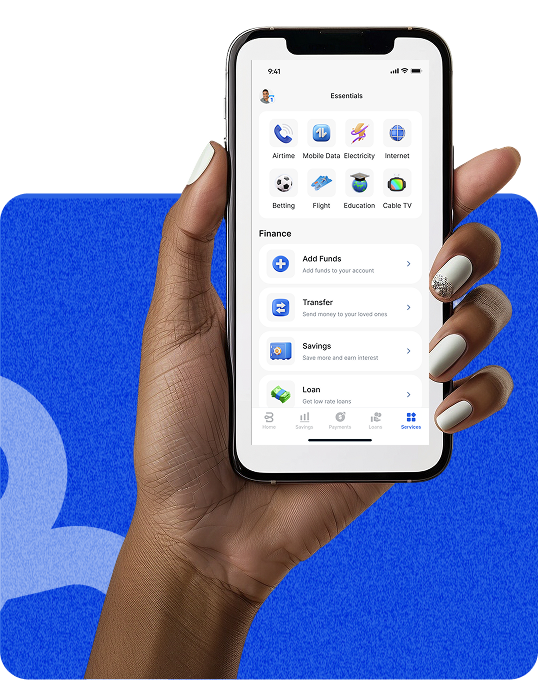 9:41
Essentials
Airtime Mobile Data Electricity Internet
Betting Flight Education Cable TV
Finance
Add Funds
Add funds to your account
Transfer
Send money to your loved ones
Savings
Save more and earn interest
Loan
Get low rate loans
Home Savings Payments Loans Services